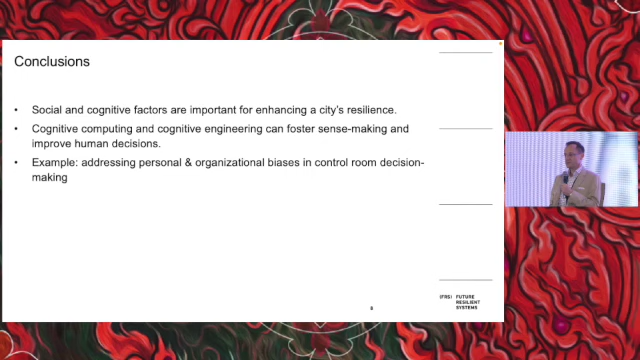 Conclusions
• Social and cognitive factors are important for enhancing a city's resilience.
• Cognitive computing and cognitive engineering can foster sense-making and
improve human decisions.
• Example: addressing personal & organizational biases in control room decision-
making
(FRS) FUTURE
RESILIENT
SYSTEMS